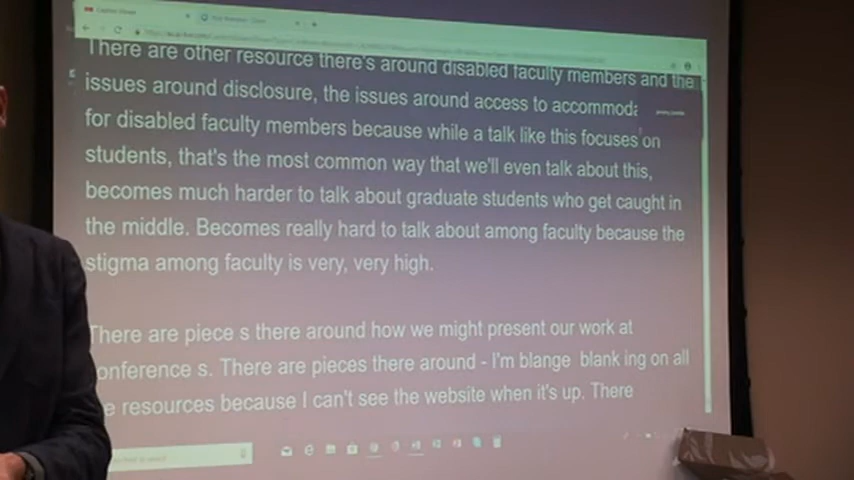 There are other resource there's around disabled faculty members and the
issues around disclosure, the issues around access to accommoda
for disabled faculty members because while a talk like this focuses on
students, that's the most common way that we'll even talk about this,
becomes much harder to talk about graduate students who get caught in
the middle. Becomes really hard to talk about among faculty because the
stigma among faculty is very, very high.
There are piece s there around how we might present our work at
onference s. There are pieces there around - I'm blange blank ing on all
e resources because I can't see the website when it's up. There